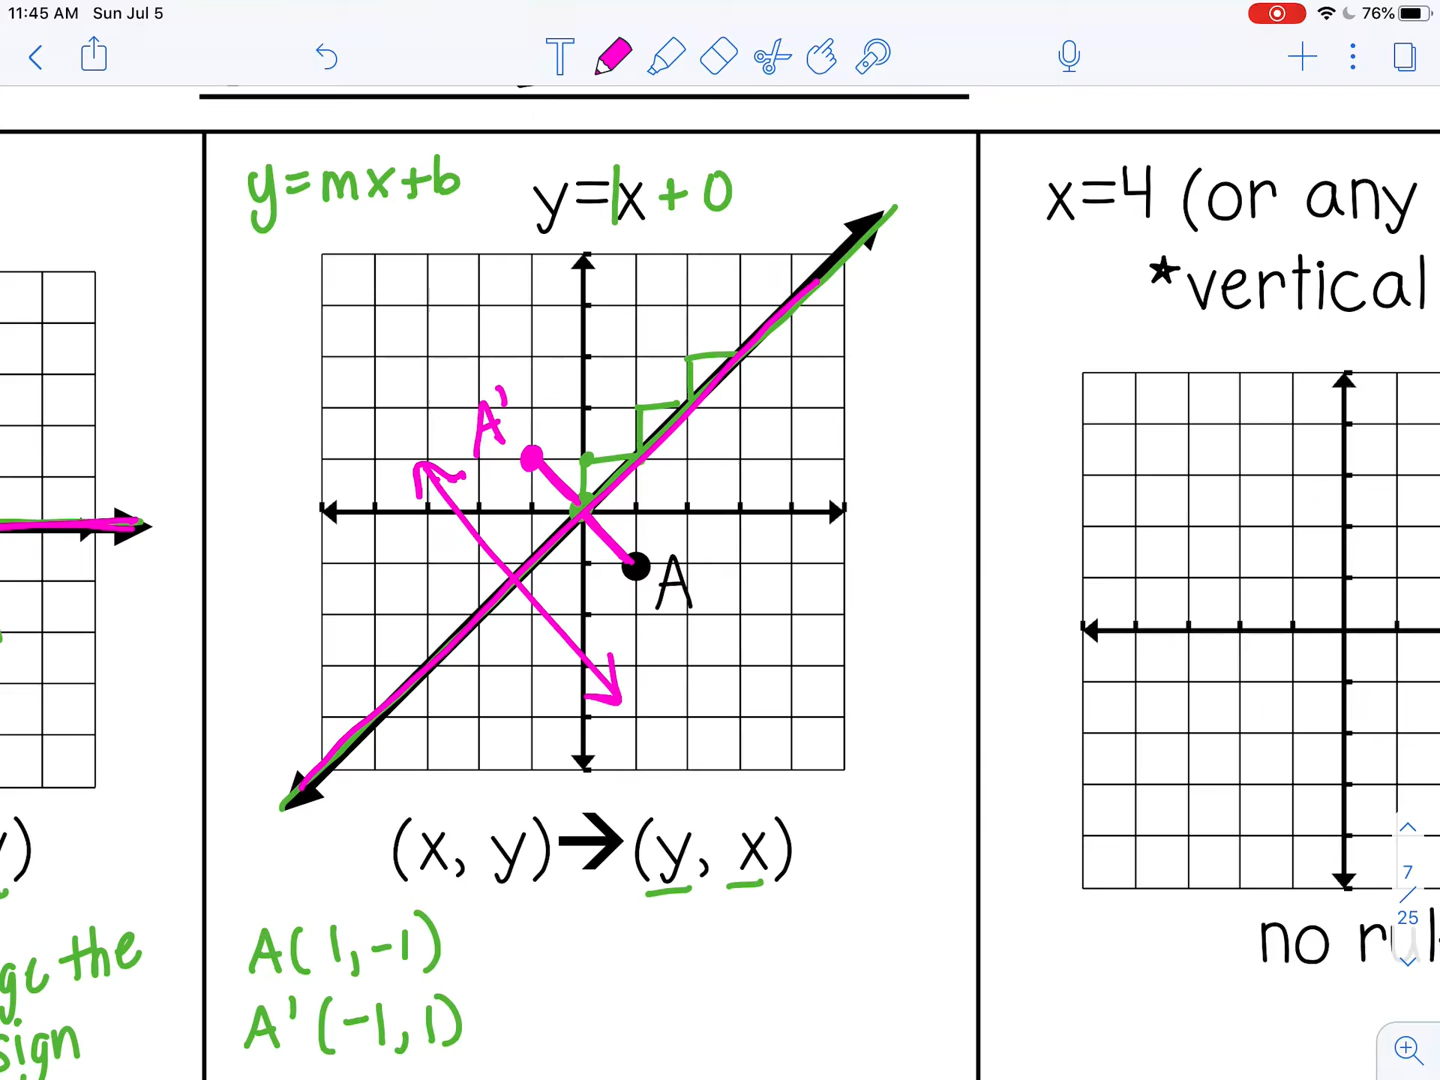 11:45 AM Sun Jul 5
76%
T
y=mx+b
y=1x + 0
x=4 (or any
*vertical
A'
A
(x, y)→(y, x)
A(1,-1)
A'(-1,1)
the
sign
no
7
25